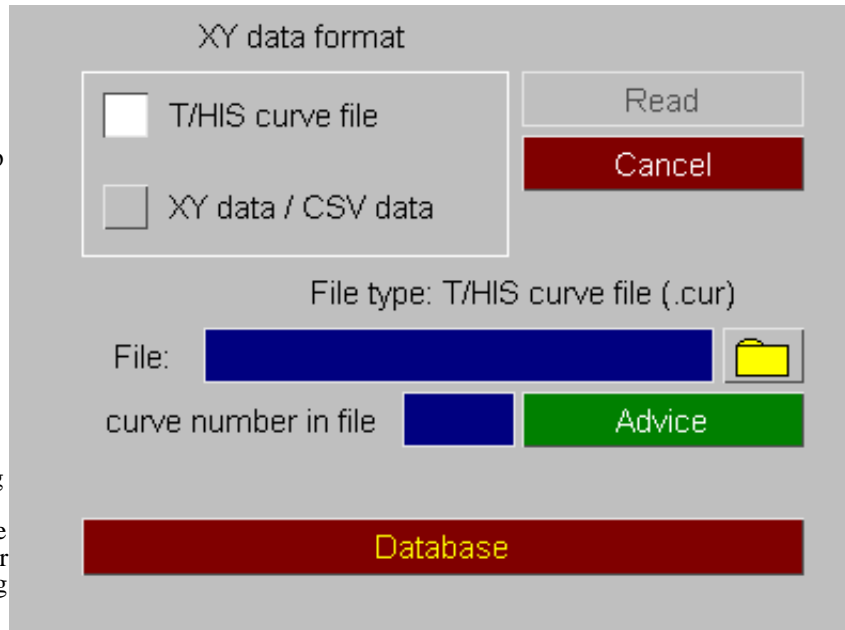 XY data format
T/HIS curve file
Read
Cancel
XY data / CSV data
File type: T/HIS curve file (.cur)
File:
curve number in file
Advice
Database